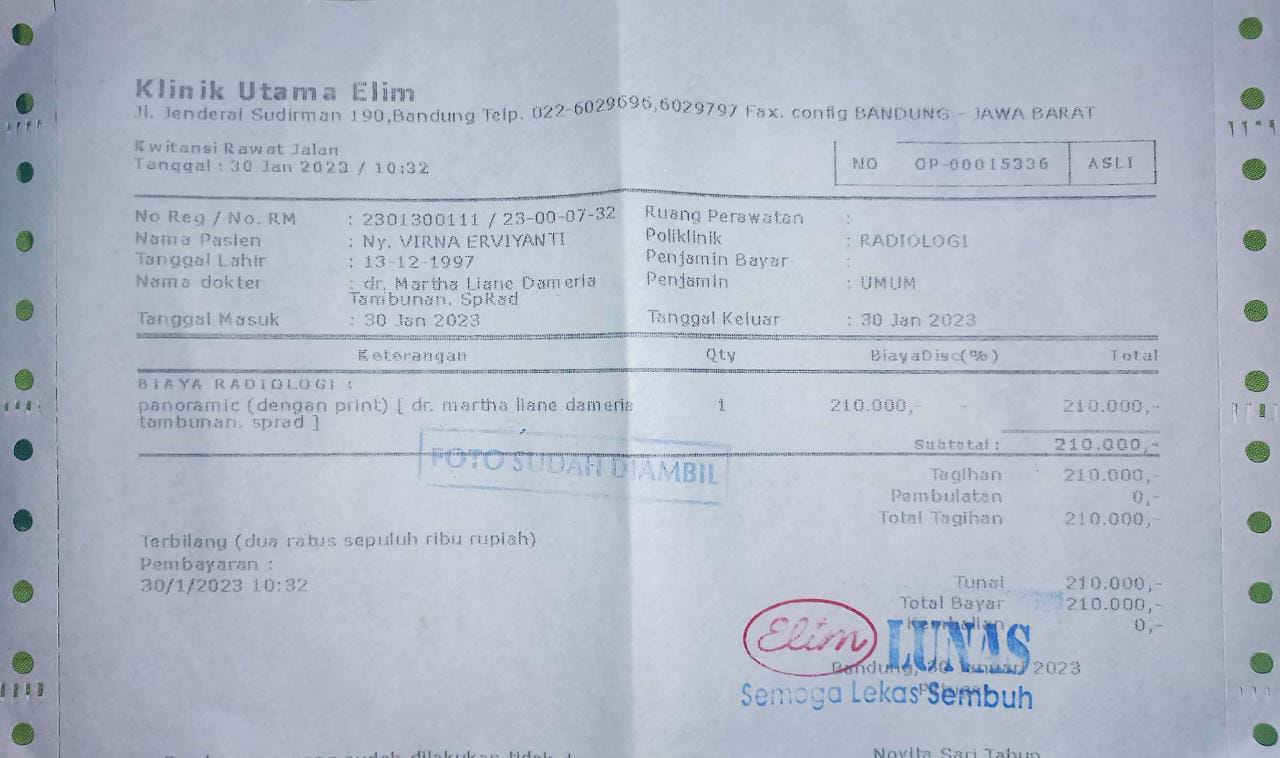 Klinik Utama Elim
Jl. Jenderal Sudirman 190,Bandung Telp. 022-6029696,6029797 Fax. config BANDUNG - JAWA BARAT
Kwitansi Rawat Jalan
Tanggal : 30 Jan 2023 / 10:32
NO OP-00015336 ASLI
No Reg / No. RM : 2301300111 / 23-00-07-32 Ruang Perawatan :
Nama Pasien : Ny. VIRNA ERVIYANTI Poliklinik : RADIOLOGI
Tanggal Lahir : 13-12-1997 Penjamin Bayar :
Nama dokter : dr. Martha Liane Dameria Penjamin : UMUM
Tambunan. SpRad
Tanggal Masuk : 30 Jan 2023 Tanggal Keluar : 30 Jan 2023
Keterangan Qty BiayaDisc(%) Total
BIAYA RADIOLOGI :
panoramic (dengan print) [ dr. martha liane dameria 1 210.000,- - 210.000,-
tambunan. sprad ]
Subtotal : 210.000,-
FOTO SUDAH DIAMBIL
Tagihan 210.000,-
Pembulatan 0,-
Total Tagihan 210.000,-
Terbilang (dua ratus sepuluh ribu rupiah)
Pembayaran :
30/1/2023 10:32
Tunai 210.000,-
Total Bayar 210.000,-
Kembalian 0,-
Elim LUNAS
Bandung, 30 Januari 2023
Semoga Lekas Sembuh
sudah dilakukan tidak
Novita Sari Tahun